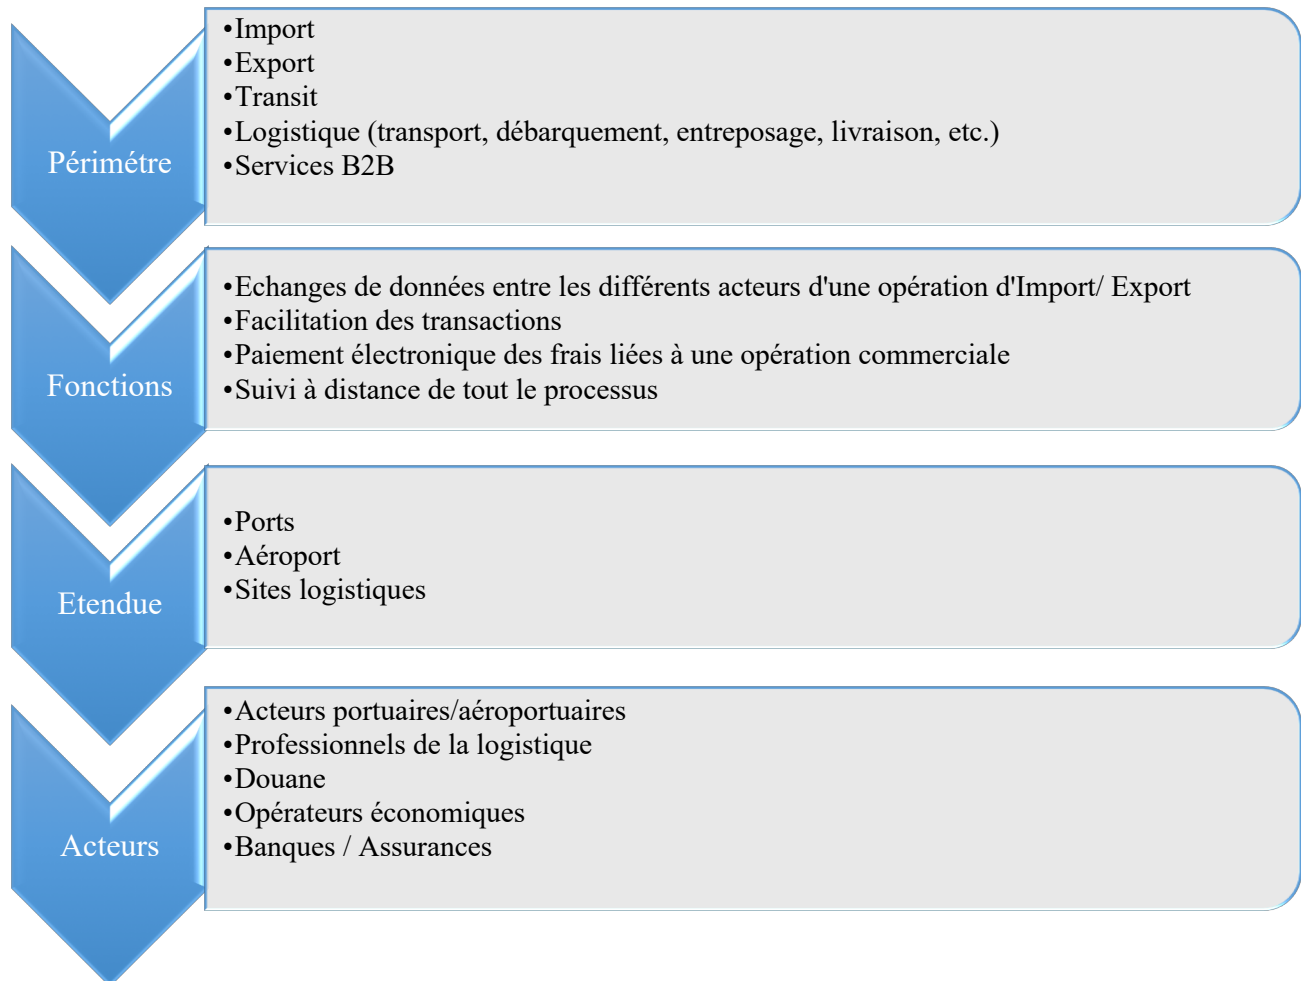 Périmétre
•Import
•Export
•Transit
•Logistique (transport, débarquement, entreposage, livraison, etc.)
•Services B2B
Fonctions
•Echanges de données entre les différents acteurs d'une opération d'Import/ Export
•Facilitation des transactions
•Paiement électronique des frais liées à une opération commerciale
•Suivi à distance de tout le processus
Etendue
•Ports
•Aéroport
•Sites logistiques
Acteurs
•Acteurs portuaires/aéroportuaires
•Professionnels de la logistique
•Douane
•Opérateurs économiques
•Banques / Assurances